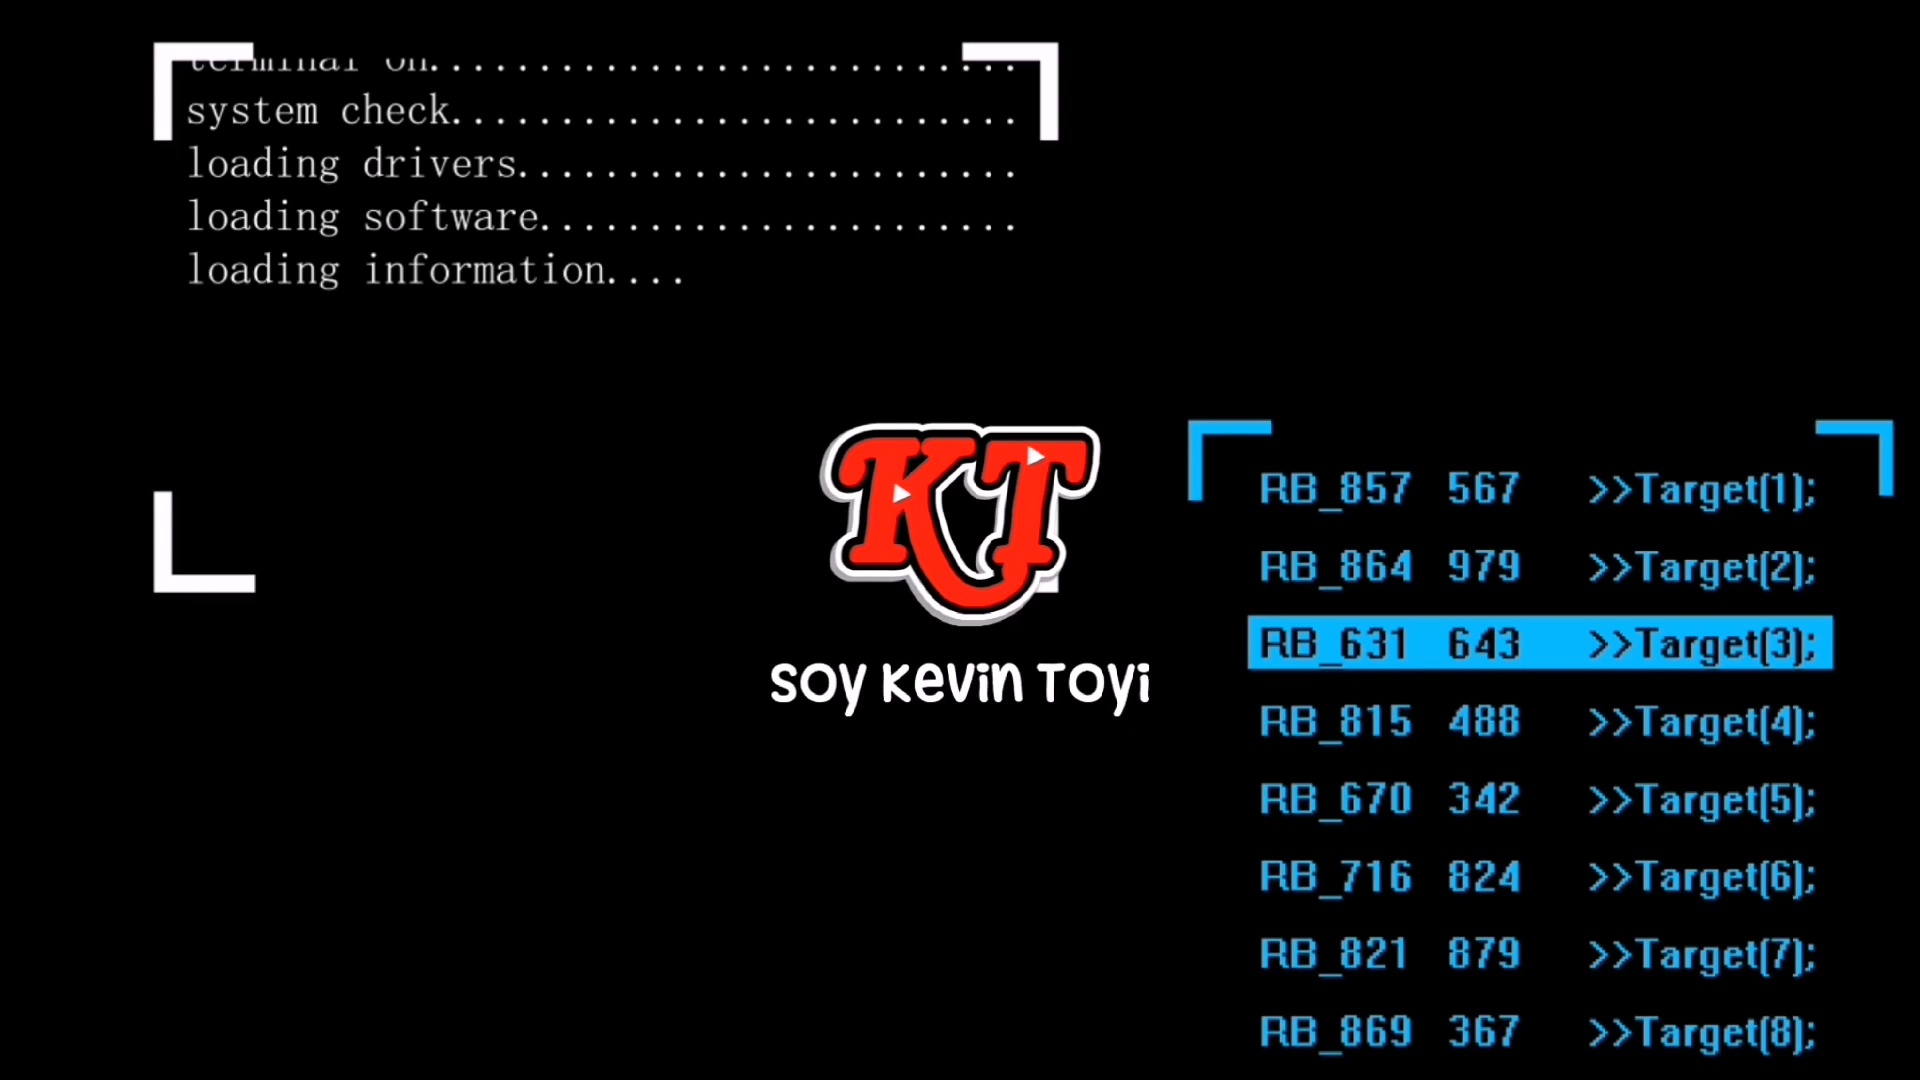 terminal on...........................
system check..........................
loading drivers.......................
loading software......................
loading information....
KT
SOY KEVIN TOYI
RB_857 567 >>Target(1);
RB_864 979 >>Target(2);
RB_631 643 >>Target(3);
RB_815 488 >>Target(4);
RB_670 342 >>Target(5);
RB_716 824 >>Target(6);
RB_821 879 >>Target(7);
RB_869 367 >>Target(8);